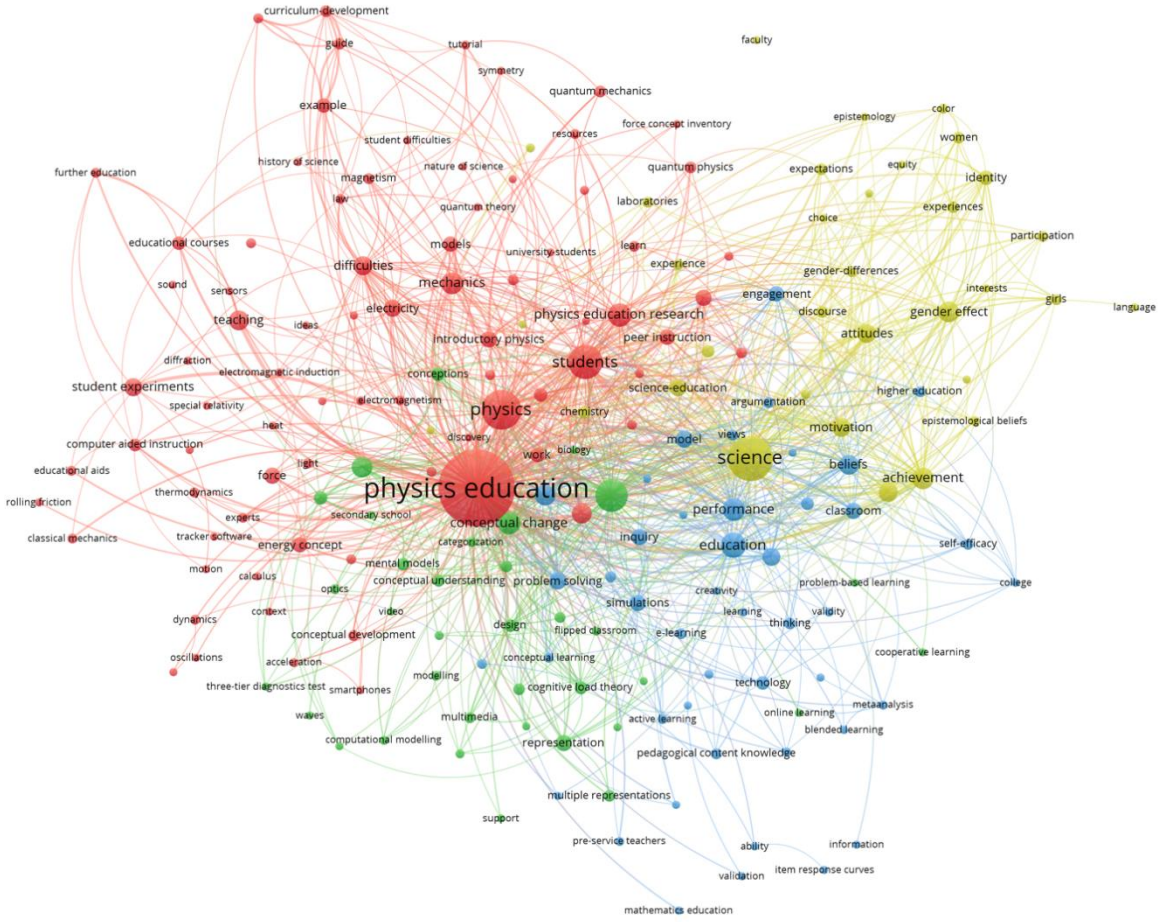 curriculum-development
guide
tutorial
faculty
symmetry
quantum mechanics
example
color
epistemology
force concept inventory
resources
women
student difficulties
history of science
nature of science
equity
quantum physics
expectations
further education
identity
magnetism
law
laboratories
quantum theory
experiences
choice
participation
educational courses
models
learn
university-students
difficulties
experience
gender-differences
mechanics
sound
sensors
engagement
interests
girls
language
electricity
teaching
ideas
physics education research
discourse
gender effect
attitudes
introductory physics
peer instruction
students
diffraction
electromagnetic induction
conceptions
student experiments
science-education
higher education
electromagnetism
argumentation
special relativity
physics
chemistry
epistemological beliefs
heat
motivation
discovery
views
computer aided instruction
model
biology
work
science
light
beliefs
educational aids
force
achievement
physics education
thermodynamics
rolling friction
performance
classroom
secondary school
experts
conceptual change
tracker software
classical mechanics
inquiry
categorization
energy concept
education
self-efficacy
mental models
motion
calculus
conceptual understanding
problem solving
problem-based learning
college
optics
creativity
simulations
context
video
learning
validity
dynamics
design
thinking
flipped classroom
e-learning
conceptual development
cooperative learning
oscillations
conceptual learning
acceleration
modelling
technology
three-tier diagnostics test
smartphones
cognitive load theory
metaanalysis
waves
multimedia
active learning
online learning
blended learning
computational modelling
representation
pedagogical content knowledge
multiple representations
support
pre-service teachers
ability
information
item response curves
validation
mathematics education